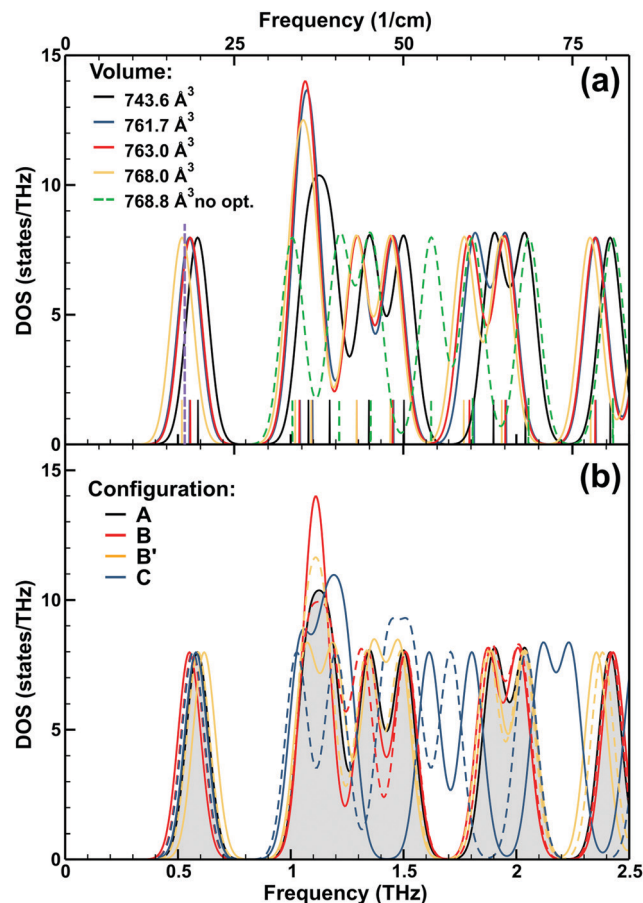 Frequency (1/cm)
0 25 50 75
15
(a)
Volume:
743.6 Å³
761.7 Å³
763.0 Å³
768.0 Å³
768.8 Å³ no opt.
10
DOS (states/THz)
5
0
15
(b)
Configuration:
A
B
B'
C
10
DOS (states/THz)
5
0
0 0.5 1 1.5 2 2.5
Frequency (THz)